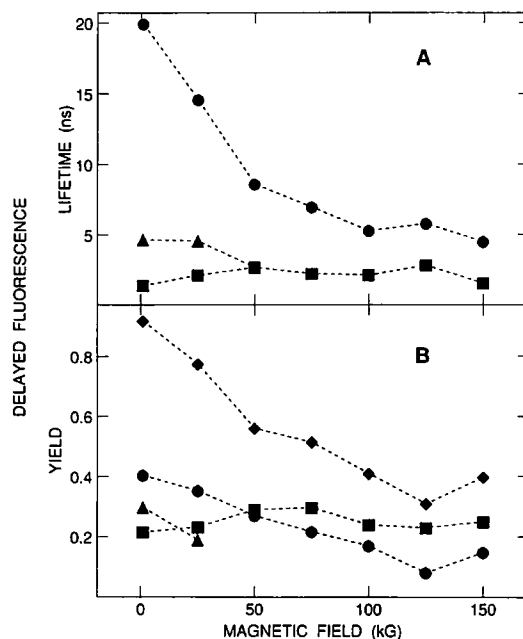 A
DELAYED FLUORESCENCE
LIFETIME (ns)
20
15
10
5
B
YIELD
0.8
0.6
0.4
0.2
0 50 100 150
MAGNETIC FIELD (kG)